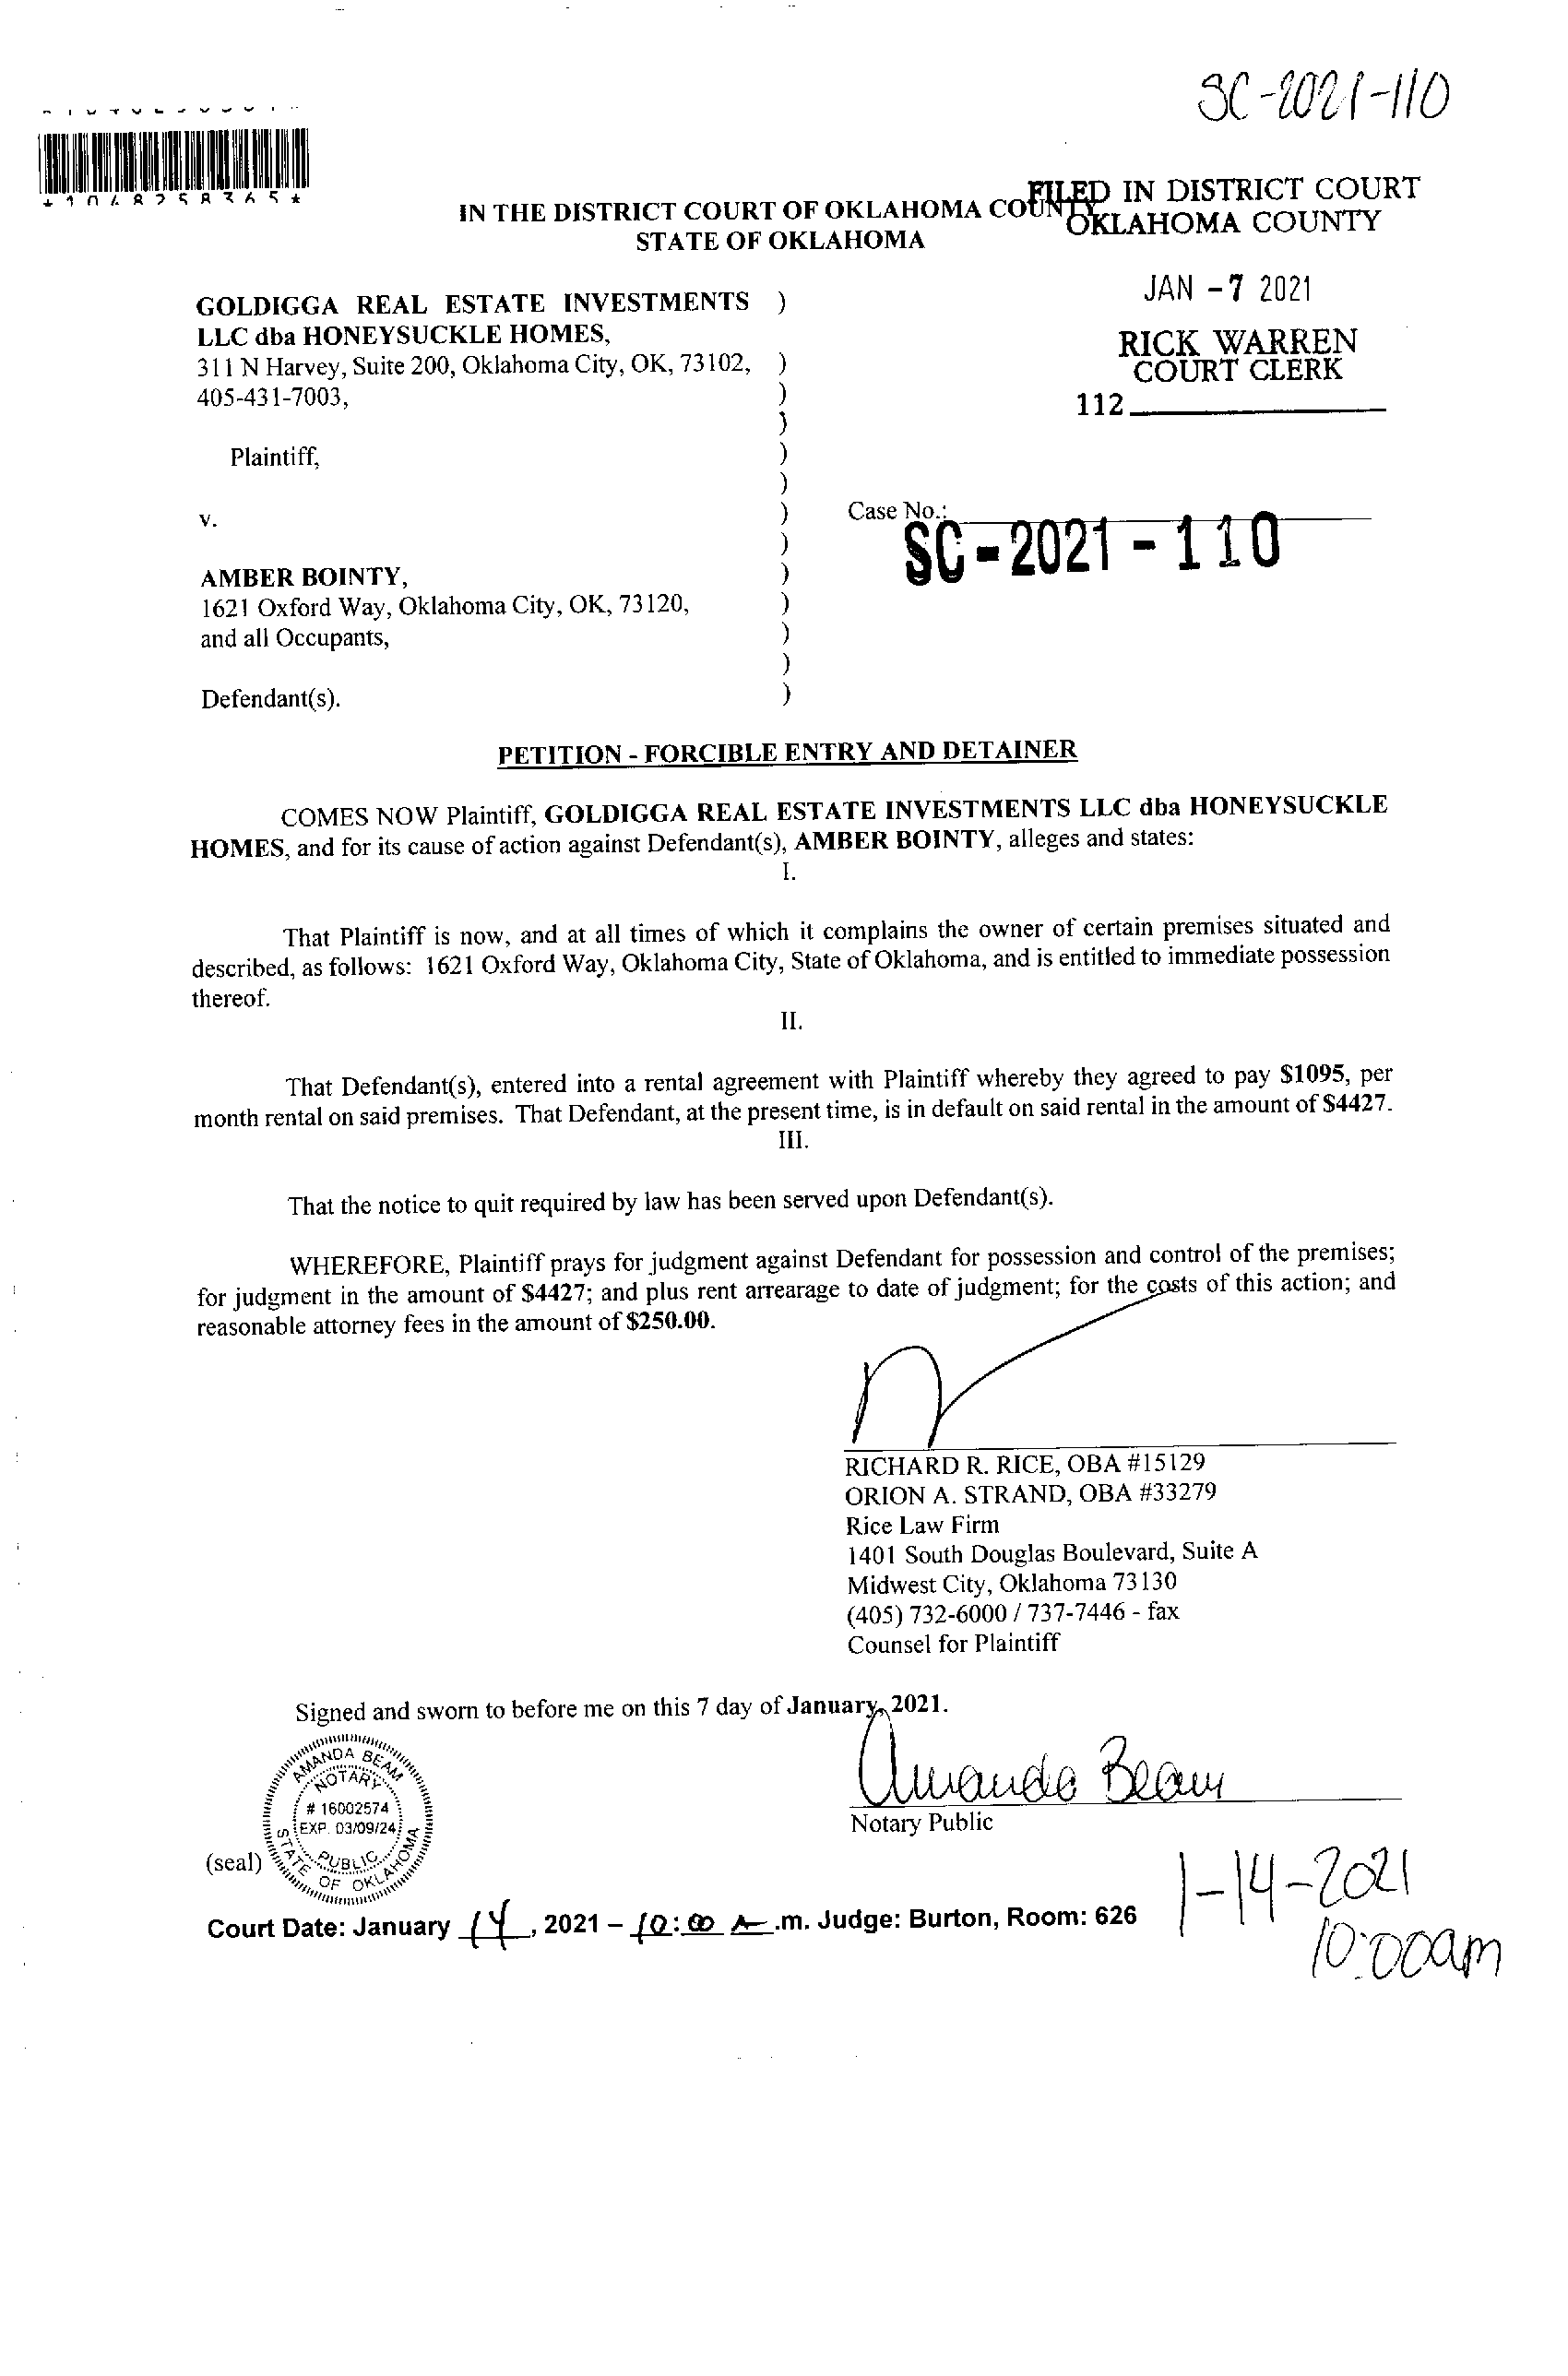 SC-2021-110
*1048258365*
IN THE DISTRICT COURT OF OKLAHOMA COUNTY
STATE OF OKLAHOMA
FILED IN DISTRICT COURT
OKLAHOMA COUNTY
JAN -7 2021
RICK WARREN
COURT CLERK
112
GOLDIGGA REAL ESTATE INVESTMENTS )
LLC dba HONEYSUCKLE HOMES,
311 N Harvey, Suite 200, Oklahoma City, OK, 73102, )
405-431-7003, )
)
Plaintiff, )
)
v. ) Case No.:
SC-2021-110
)
AMBER BOINTY, )
1621 Oxford Way, Oklahoma City, OK, 73120, )
and all Occupants, )
)
Defendant(s). )
PETITION - FORCIBLE ENTRY AND DETAINER
COMES NOW Plaintiff, GOLDIGGA REAL ESTATE INVESTMENTS LLC dba HONEYSUCKLE
HOMES, and for its cause of action against Defendant(s), AMBER BOINTY, alleges and states:
I.
That Plaintiff is now, and at all times of which it complains the owner of certain premises situated and
described, as follows: 1621 Oxford Way, Oklahoma City, State of Oklahoma, and is entitled to immediate possession
thereof.
II.
That Defendant(s), entered into a rental agreement with Plaintiff whereby they agreed to pay $1095, per
month rental on said premises. That Defendant, at the present time, is in default on said rental in the amount of $4427.
III.
That the notice to quit required by law has been served upon Defendant(s).
WHEREFORE, Plaintiff prays for judgment against Defendant for possession and control of the premises;
for judgment in the amount of $4427; and plus rent arrearage to date of judgment; for the costs of this action; and
reasonable attorney fees in the amount of $250.00.
RICHARD R. RICE, OBA #15129
ORION A. STRAND, OBA #33279
Rice Law Firm
1401 South Douglas Boulevard, Suite A
Midwest City, Oklahoma 73130
(405) 732-6000 / 737-7446 - fax
Counsel for Plaintiff
Signed and sworn to before me on this 7 day of January, 2021.
Amanda Beam
Notary Public
AMANDA BEAM
NOTARY
# 16002574
EXP. 03/09/24
PUBLIC
STATE OF OKLAHOMA
(seal)
Court Date: January 14, 2021 – 10:00 A.m. Judge: Burton, Room: 626
1-14-2021
10:00am